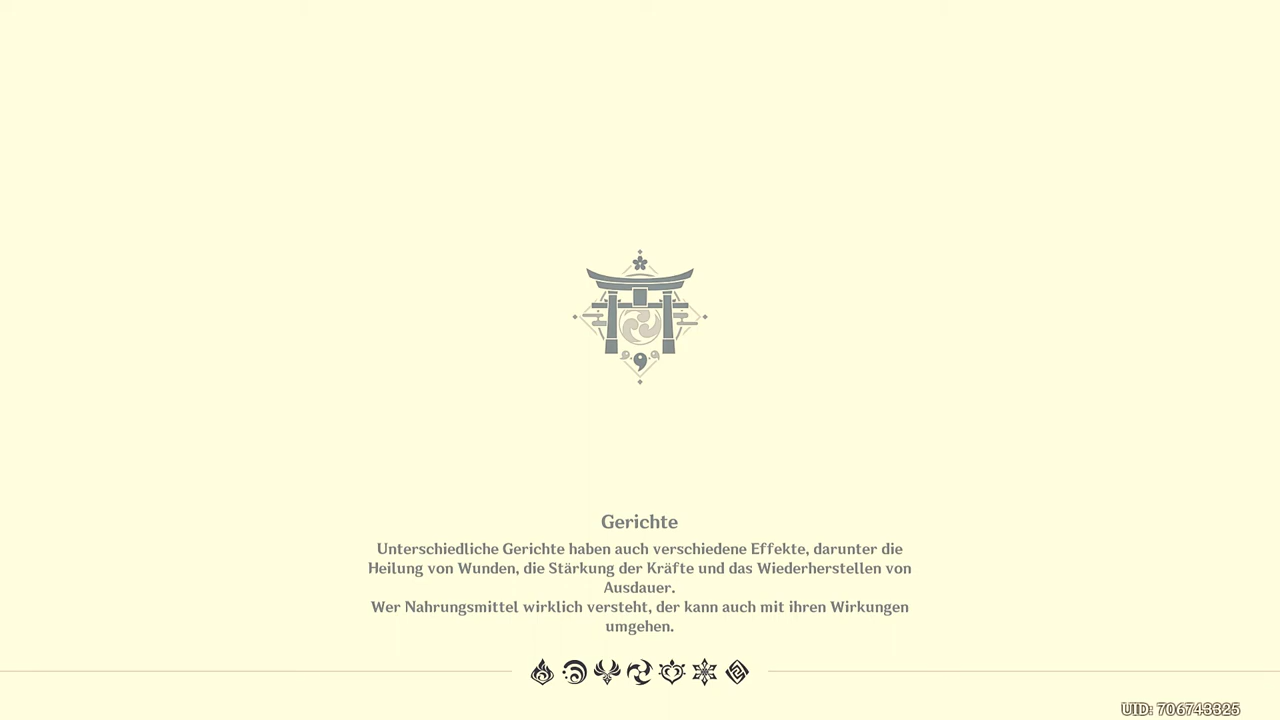 Gerichte
Unterschiedliche Gerichte haben auch verschiedene Effekte, darunter die
Heilung von Wunden, die Stärkung der Kräfte und das Wiederherstellen von
Ausdauer.
Wer Nahrungsmittel wirklich versteht, der kann auch mit ihren Wirkungen
umgehen.
UID: 706743325